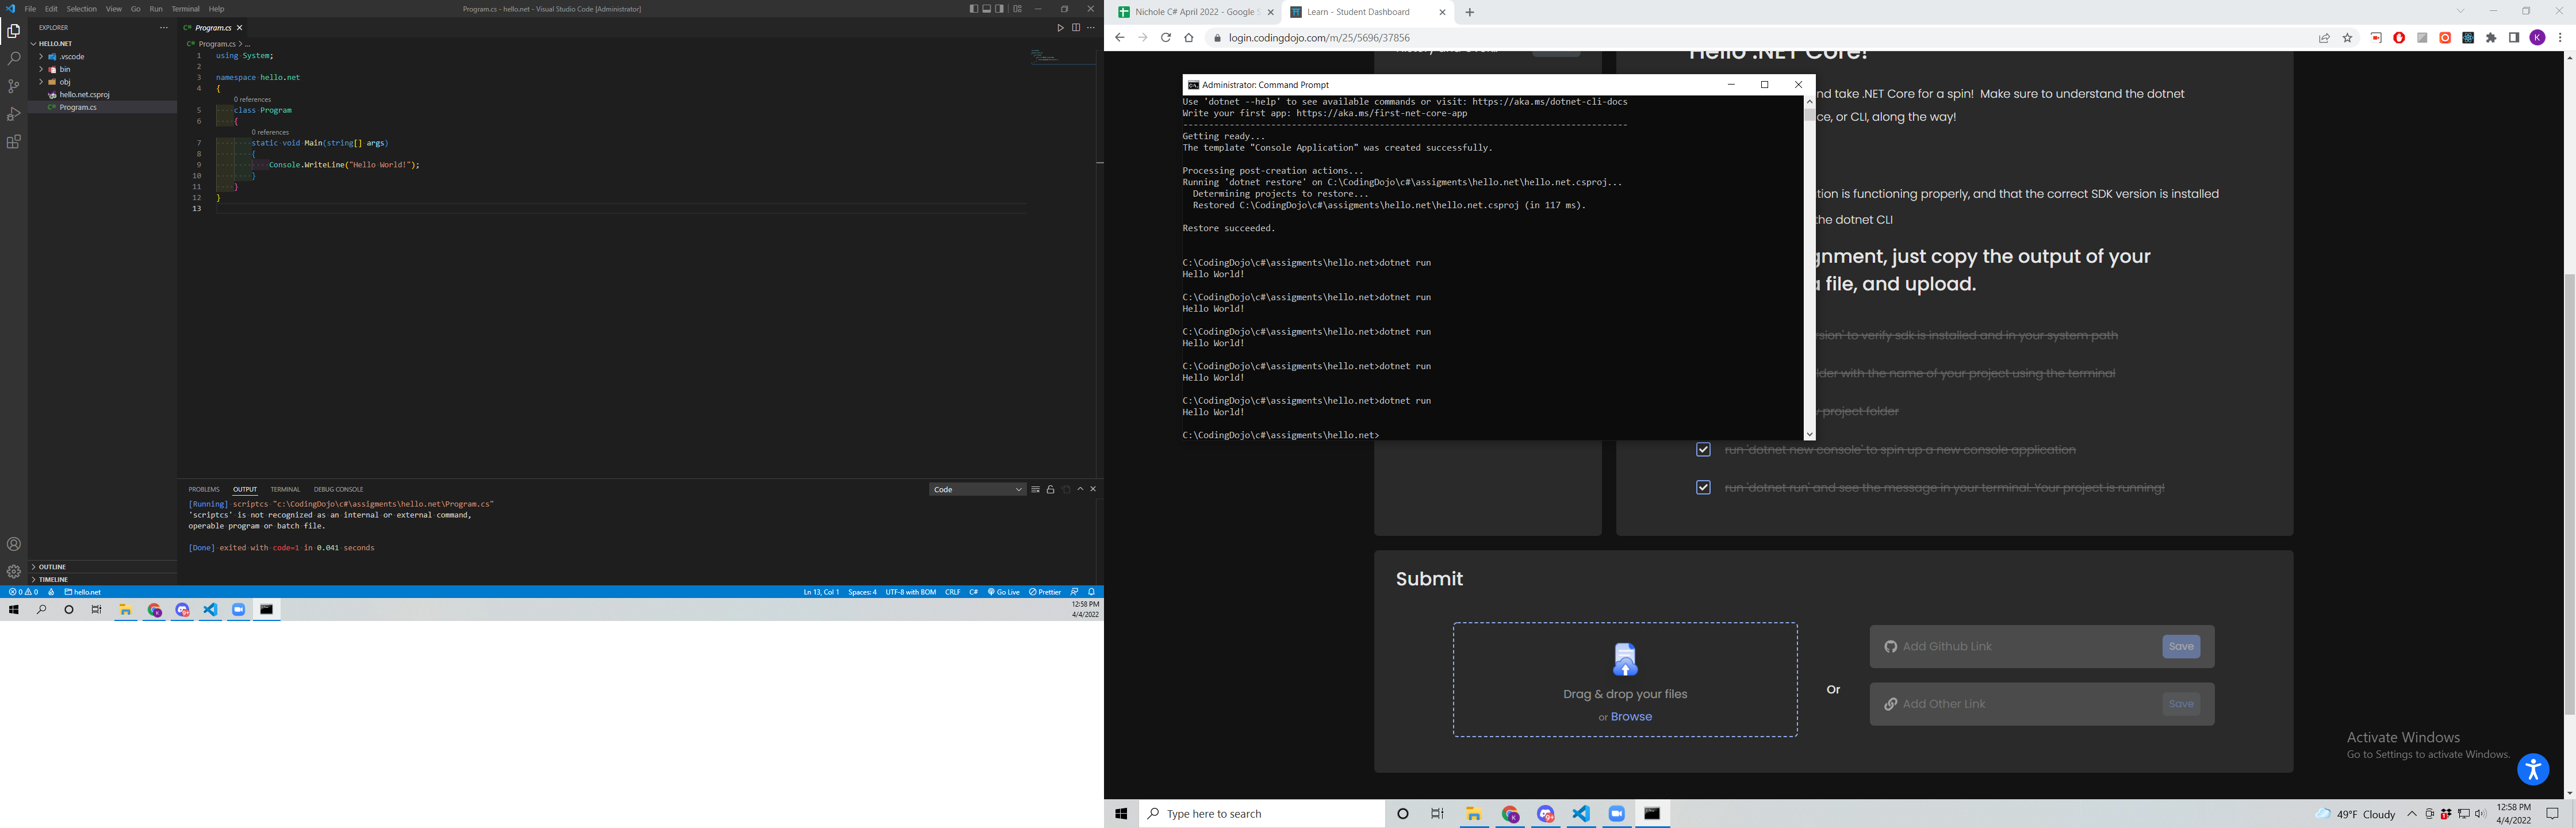 File Edit Selection View Go Run Terminal Help
Program.cs - hello.net - Visual Studio Code [Administrator]
EXPLORER
HELLO.NET
.vscode
bin
obj
hello.net.csproj
Program.cs
OUTLINE
TIMELINE
Program.cs
Program.cs > ...
1 using System;
2
3 namespace hello.net
4 {
0 references
5 class Program
6 {
0 references
7 static void Main(string[] args)
8 {
9 Console.WriteLine("Hello World!");
10 }
11 }
12 }
13
PROBLEMS OUTPUT TERMINAL DEBUG CONSOLE
Code
[Running] scriptcs "c:\CodingDojo\c#\assigments\hello.net\Program.cs"
'scriptcs' is not recognized as an internal or external command,
operable program or batch file.
[Done] exited with code=1 in 0.041 seconds
0 0 hello.net
Ln 13, Col 1 Spaces: 4 UTF-8 with BOM CRLF C# Go Live Prettier
12:58 PM
4/4/2022
Nichole C# April 2022 - Google S
Learn - Student Dashboard
login.codingdojo.com/m/25/5696/37856
Hello .NET Core!
nd take .NET Core for a spin! Make sure to understand the dotnet
ce, or CLI, along the way!
tion is functioning properly, and that the correct SDK version is installed
the dotnet CLI
gnment, just copy the output of your
a file, and upload.
rsion' to verify sdk is installed and in your system path
lder with the name of your project using the terminal
project folder
run 'dotnet new console' to spin up a new console application
run 'dotnet run' and see the message in your terminal. Your project is running!
Administrator: Command Prompt
Use 'dotnet --help' to see available commands or visit: https://aka.ms/dotnet-cli-docs
Write your first app: https://aka.ms/first-net-core-app
--------------------------------------------------------------------------------------
Getting ready...
The template "Console Application" was created successfully.
Processing post-creation actions...
Running 'dotnet restore' on C:\CodingDojo\c#\assigments\hello.net\hello.net.csproj...
Determining projects to restore...
Restored C:\CodingDojo\c#\assigments\hello.net\hello.net.csproj (in 117 ms).
Restore succeeded.
C:\CodingDojo\c#\assigments\hello.net>dotnet run
Hello World!
C:\CodingDojo\c#\assigments\hello.net>dotnet run
Hello World!
C:\CodingDojo\c#\assigments\hello.net>dotnet run
Hello World!
C:\CodingDojo\c#\assigments\hello.net>dotnet run
Hello World!
C:\CodingDojo\c#\assigments\hello.net>dotnet run
Hello World!
C:\CodingDojo\c#\assigments\hello.net>
Submit
Drag & drop your files
or Browse
Or
Add Github Link Save
Add Other Link Save
Activate Windows
Go to Settings to activate Windows.
Type here to search
49°F Cloudy
12:58 PM
4/4/2022